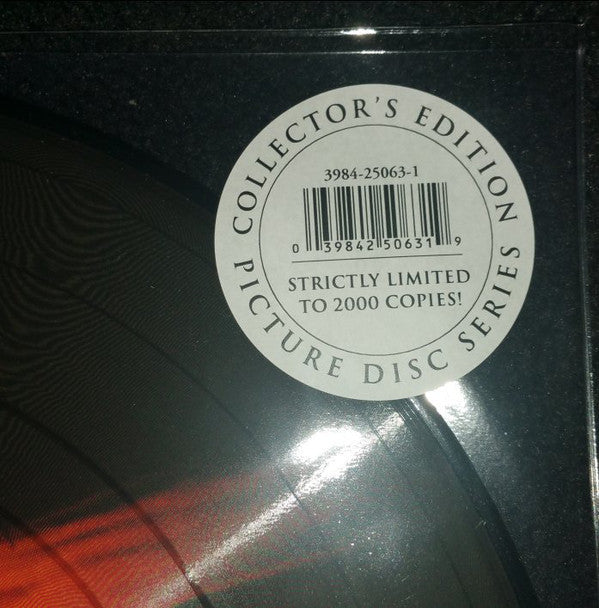 COLLECTOR'S EDITION
3984-25063-1
0 39842 50631 9
STRICTLY LIMITED
TO 2000 COPIES!
PICTURE DISC SERIES